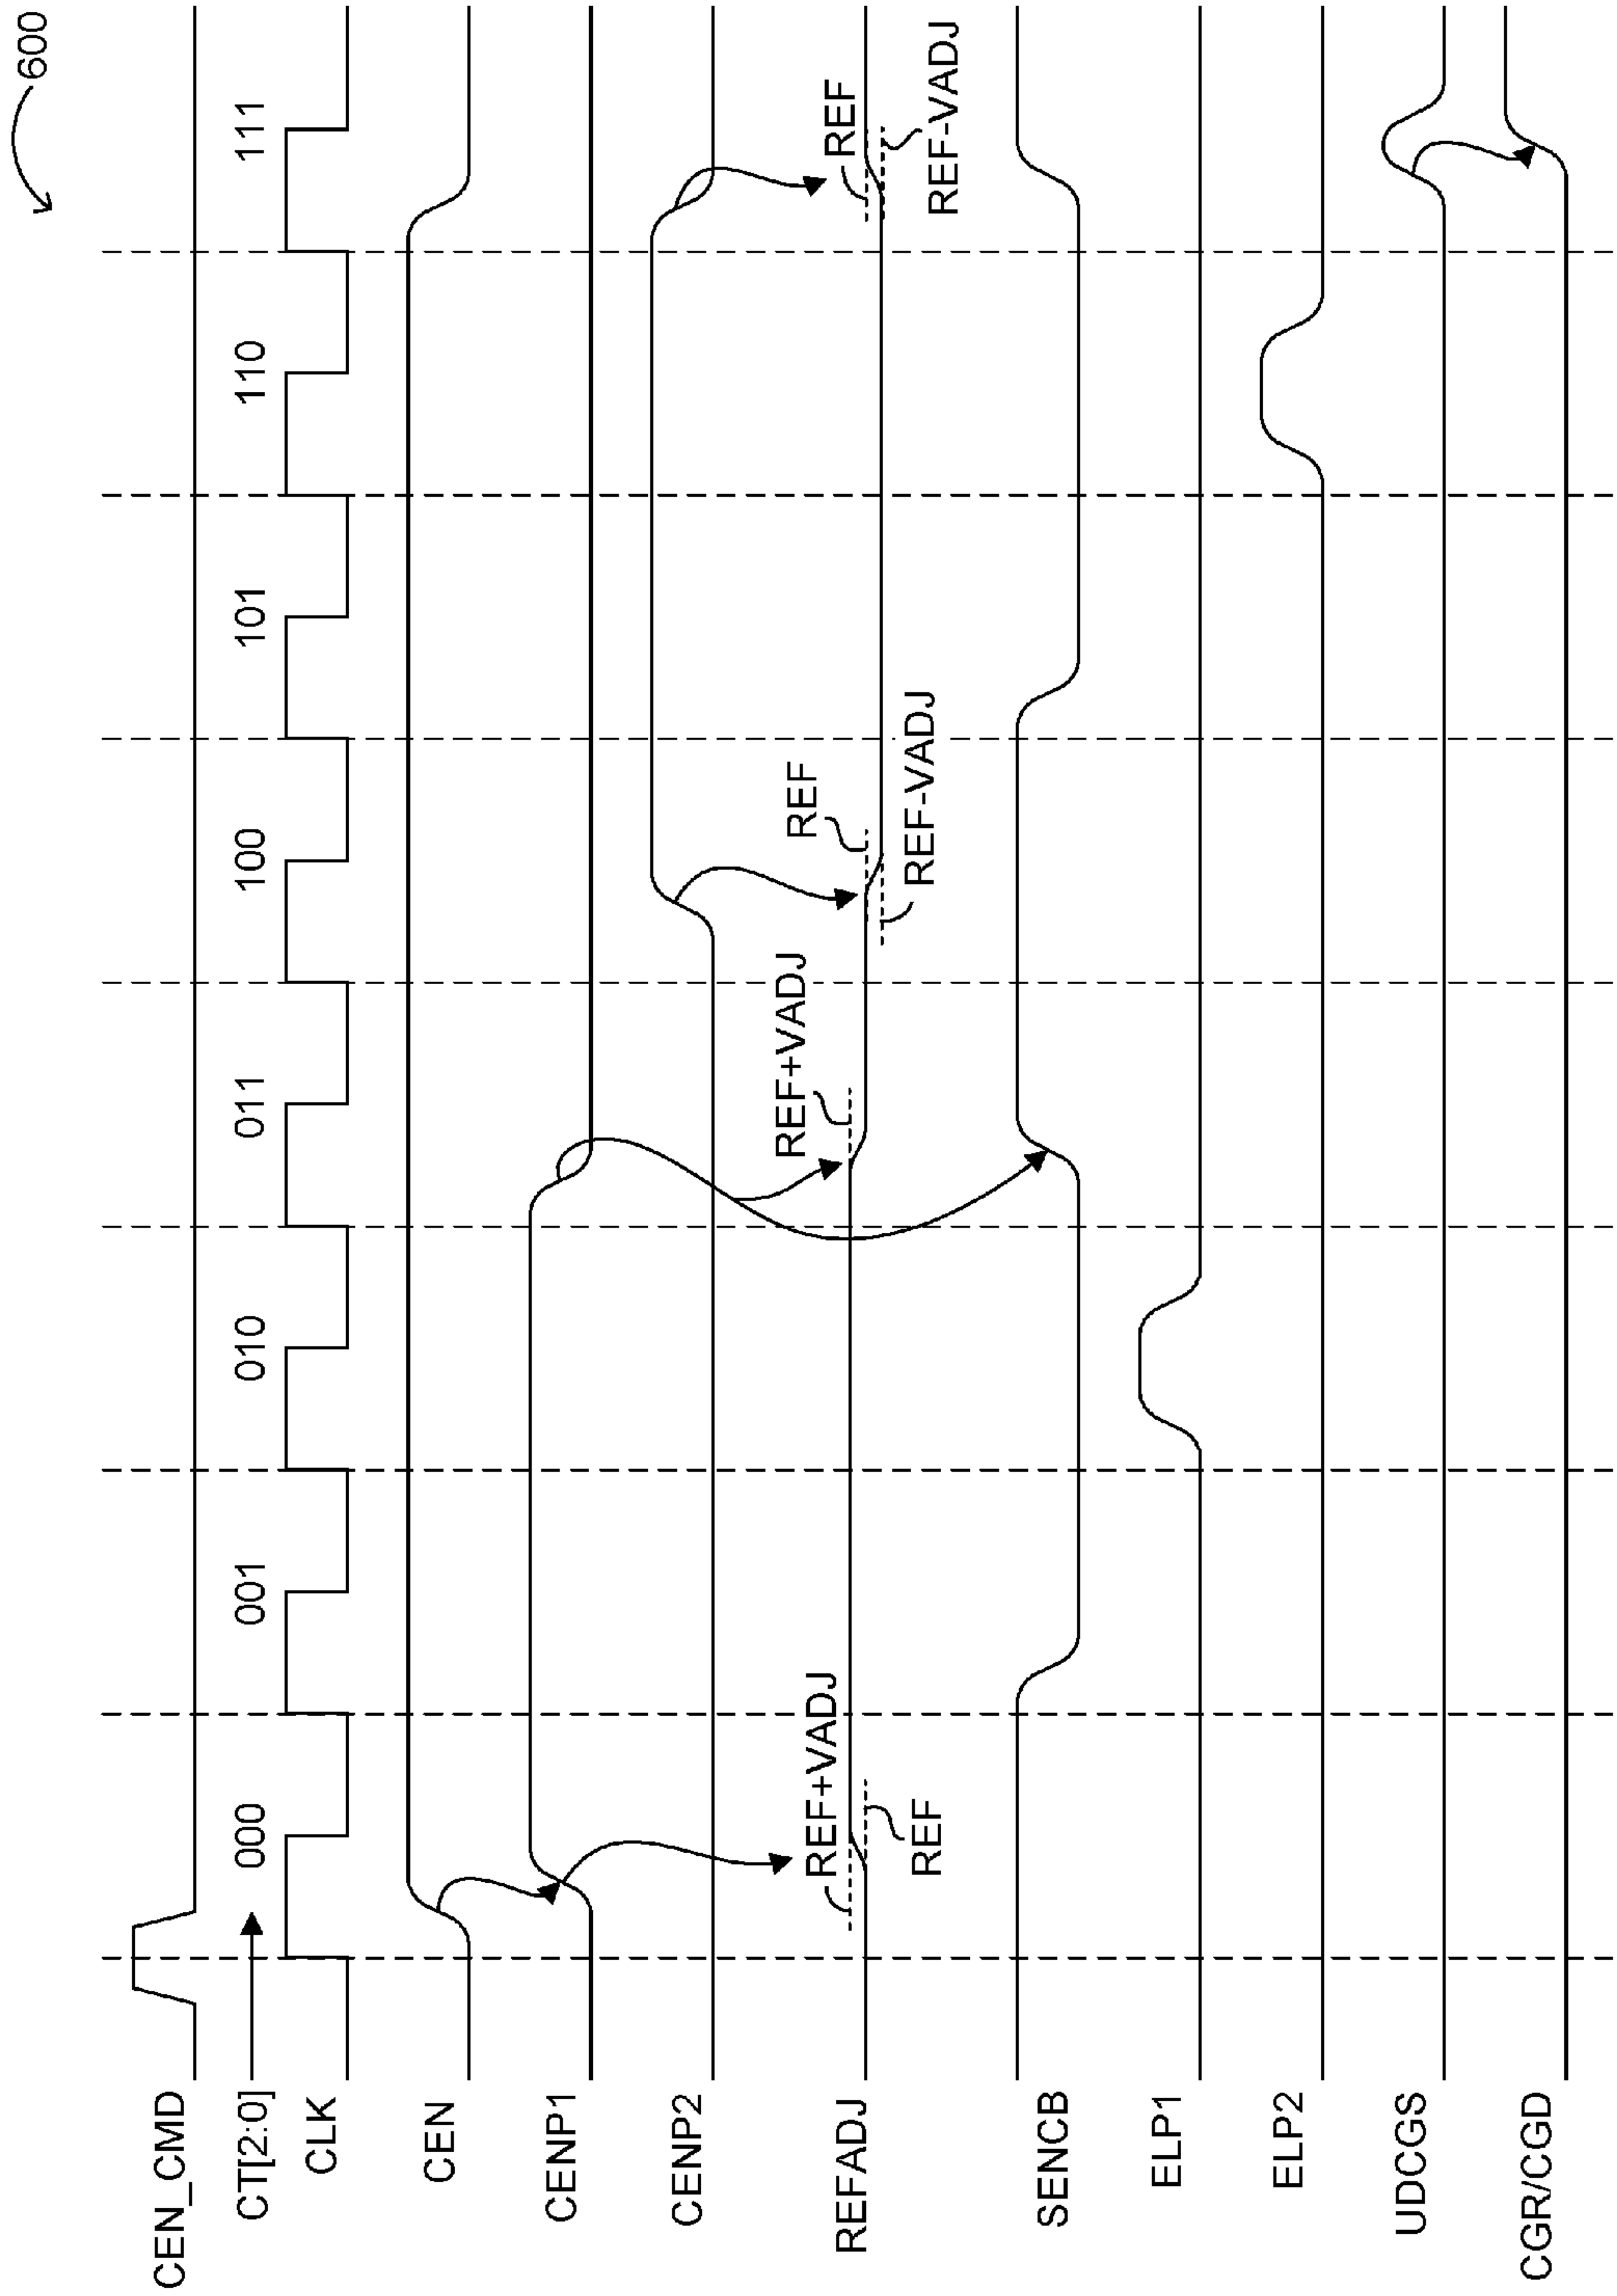 600
CEN_CMD
CT[2:0] 000 001 010 011 100 101 110 111
CLK
CEN
CENP1
CENP2
REF+VADJ REF+VADJ REF REF
REFADJ
REF REF-VADJ REF-VADJ
SENCB
ELP1
ELP2
UDCGS
CGR/CGD